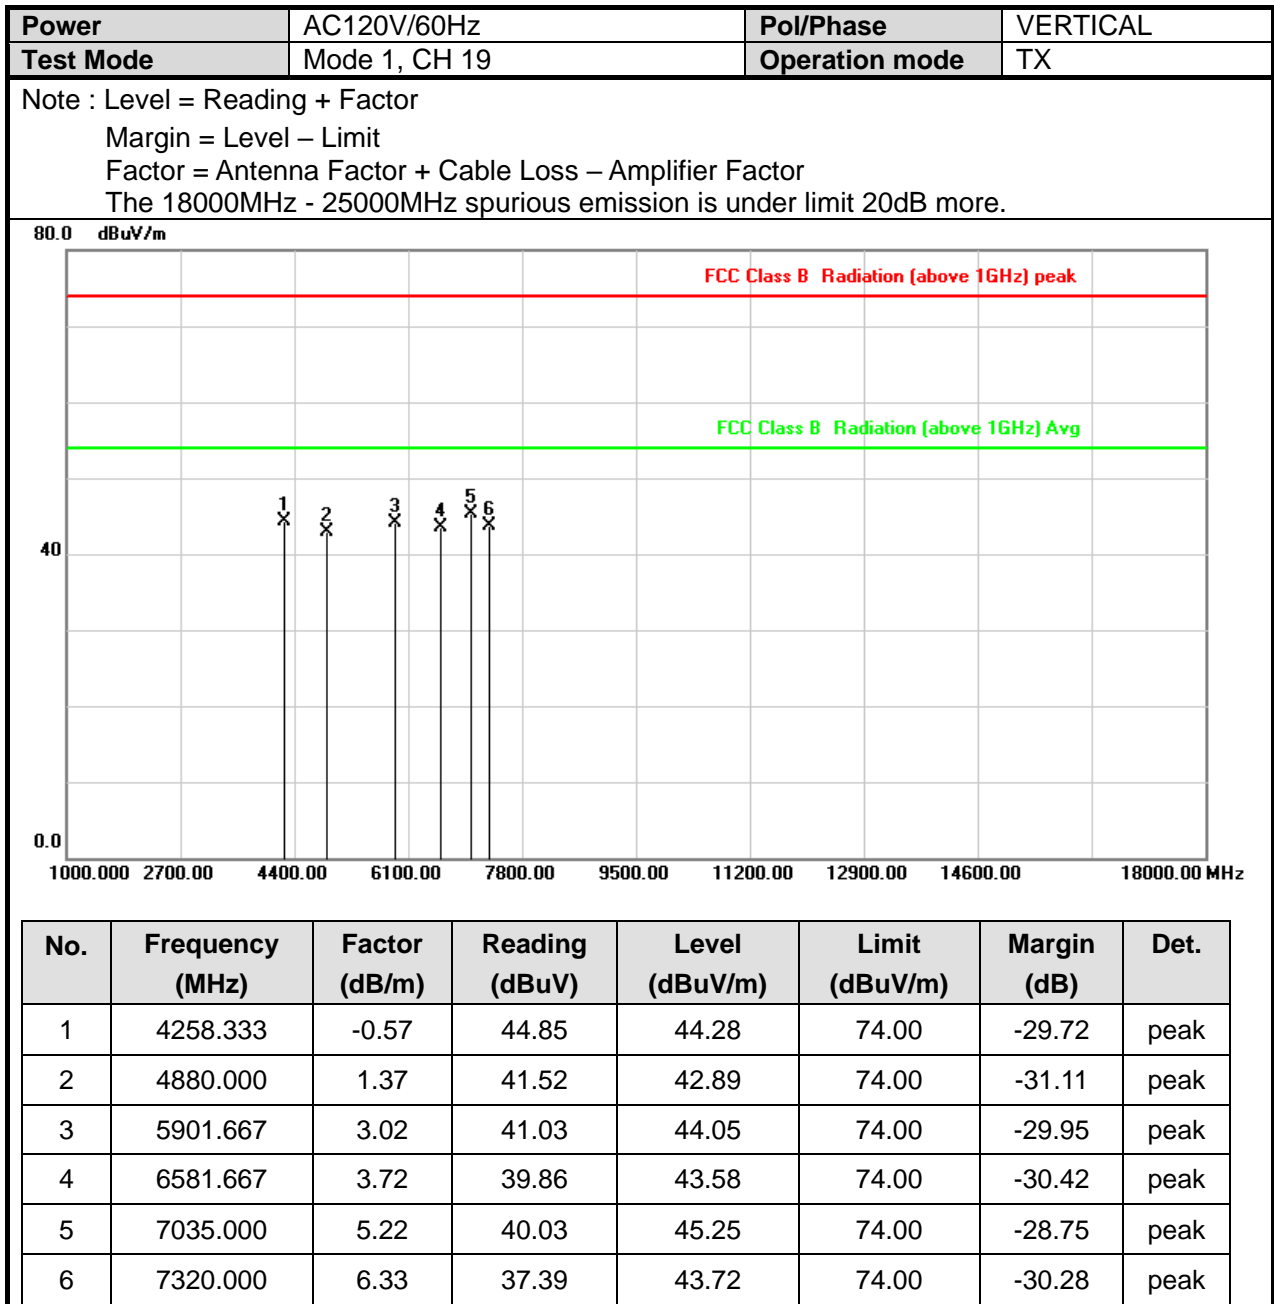 Power AC120V/60Hz Pol/Phase VERTICAL
Test Mode Mode 1, CH 19 Operation mode TX
Note : Level = Reading + Factor
Margin = Level – Limit
Factor = Antenna Factor + Cable Loss – Amplifier Factor
The 18000MHz - 25000MHz spurious emission is under limit 20dB more.
80.0 dBuV/m
FCC Class B Radiation (above 1GHz) peak
FCC Class B Radiation (above 1GHz) Avg
1 2 3 4 5 6
40
0.0
1000.000 2700.00 4400.00 6100.00 7800.00 9500.00 11200.00 12900.00 14600.00 18000.00 MHz
No. Frequency (MHz) Factor (dB/m) Reading (dBuV) Level (dBuV/m) Limit (dBuV/m) Margin (dB) Det.
1 4258.333 -0.57 44.85 44.28 74.00 -29.72 peak
2 4880.000 1.37 41.52 42.89 74.00 -31.11 peak
3 5901.667 3.02 41.03 44.05 74.00 -29.95 peak
4 6581.667 3.72 39.86 43.58 74.00 -30.42 peak
5 7035.000 5.22 40.03 45.25 74.00 -28.75 peak
6 7320.000 6.33 37.39 43.72 74.00 -30.28 peak